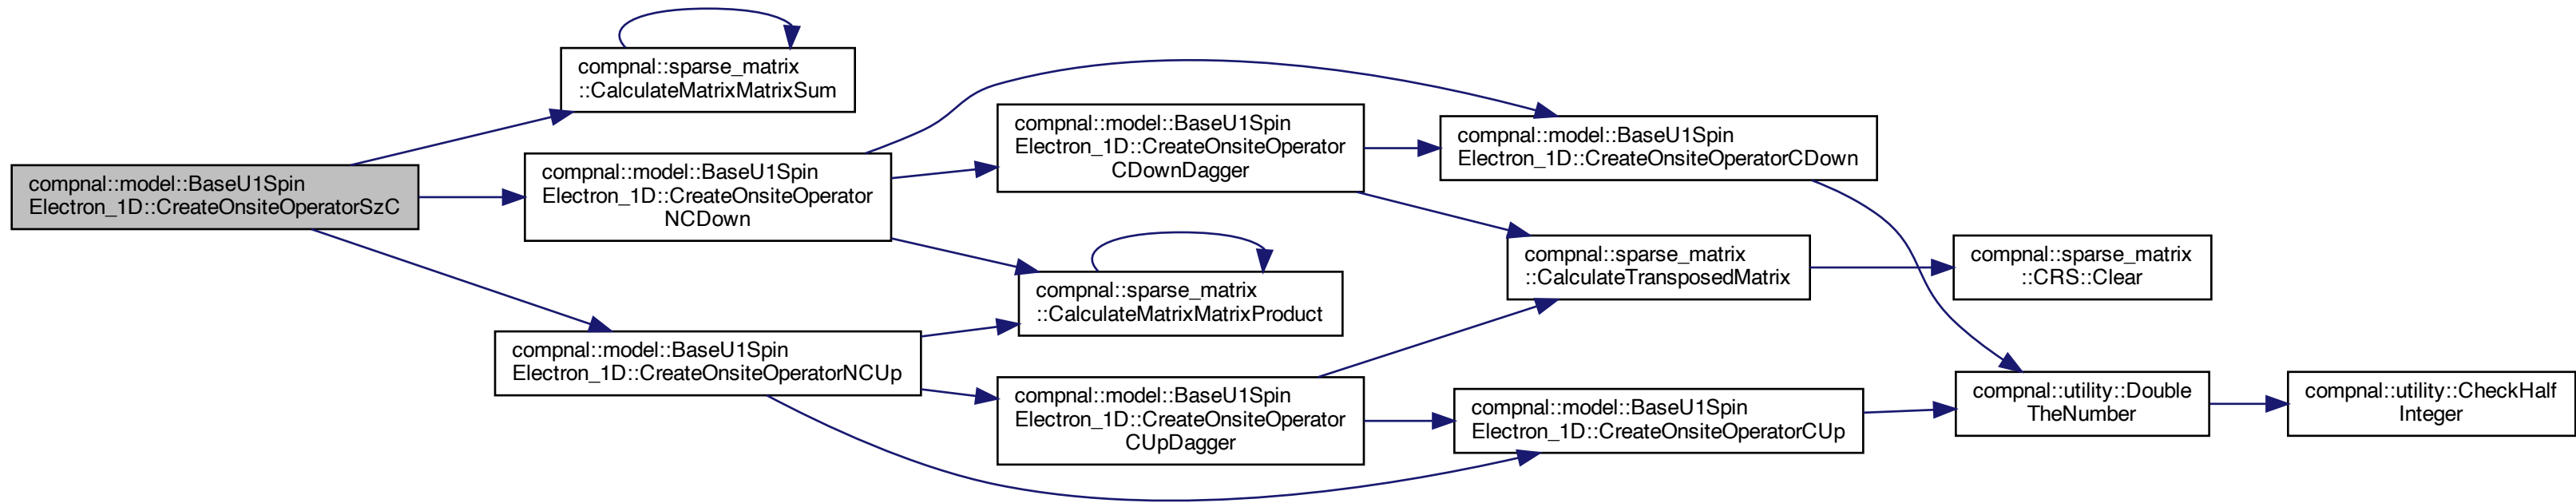 compnal::model::BaseU1Spin
Electron_1D::CreateOnsiteOperatorSzC
compnal::sparse_matrix
::CalculateMatrixMatrixSum
compnal::model::BaseU1Spin
Electron_1D::CreateOnsiteOperator
NCDown
compnal::model::BaseU1Spin
Electron_1D::CreateOnsiteOperatorNCUp
compnal::model::BaseU1Spin
Electron_1D::CreateOnsiteOperator
CDownDagger
compnal::sparse_matrix
::CalculateMatrixMatrixProduct
compnal::model::BaseU1Spin
Electron_1D::CreateOnsiteOperator
CUpDagger
compnal::model::BaseU1Spin
Electron_1D::CreateOnsiteOperatorCDown
compnal::sparse_matrix
::CalculateTransposedMatrix
compnal::model::BaseU1Spin
Electron_1D::CreateOnsiteOperatorCUp
compnal::sparse_matrix
::CRS::Clear
compnal::utility::Double
TheNumber
compnal::utility::CheckHalf
Integer